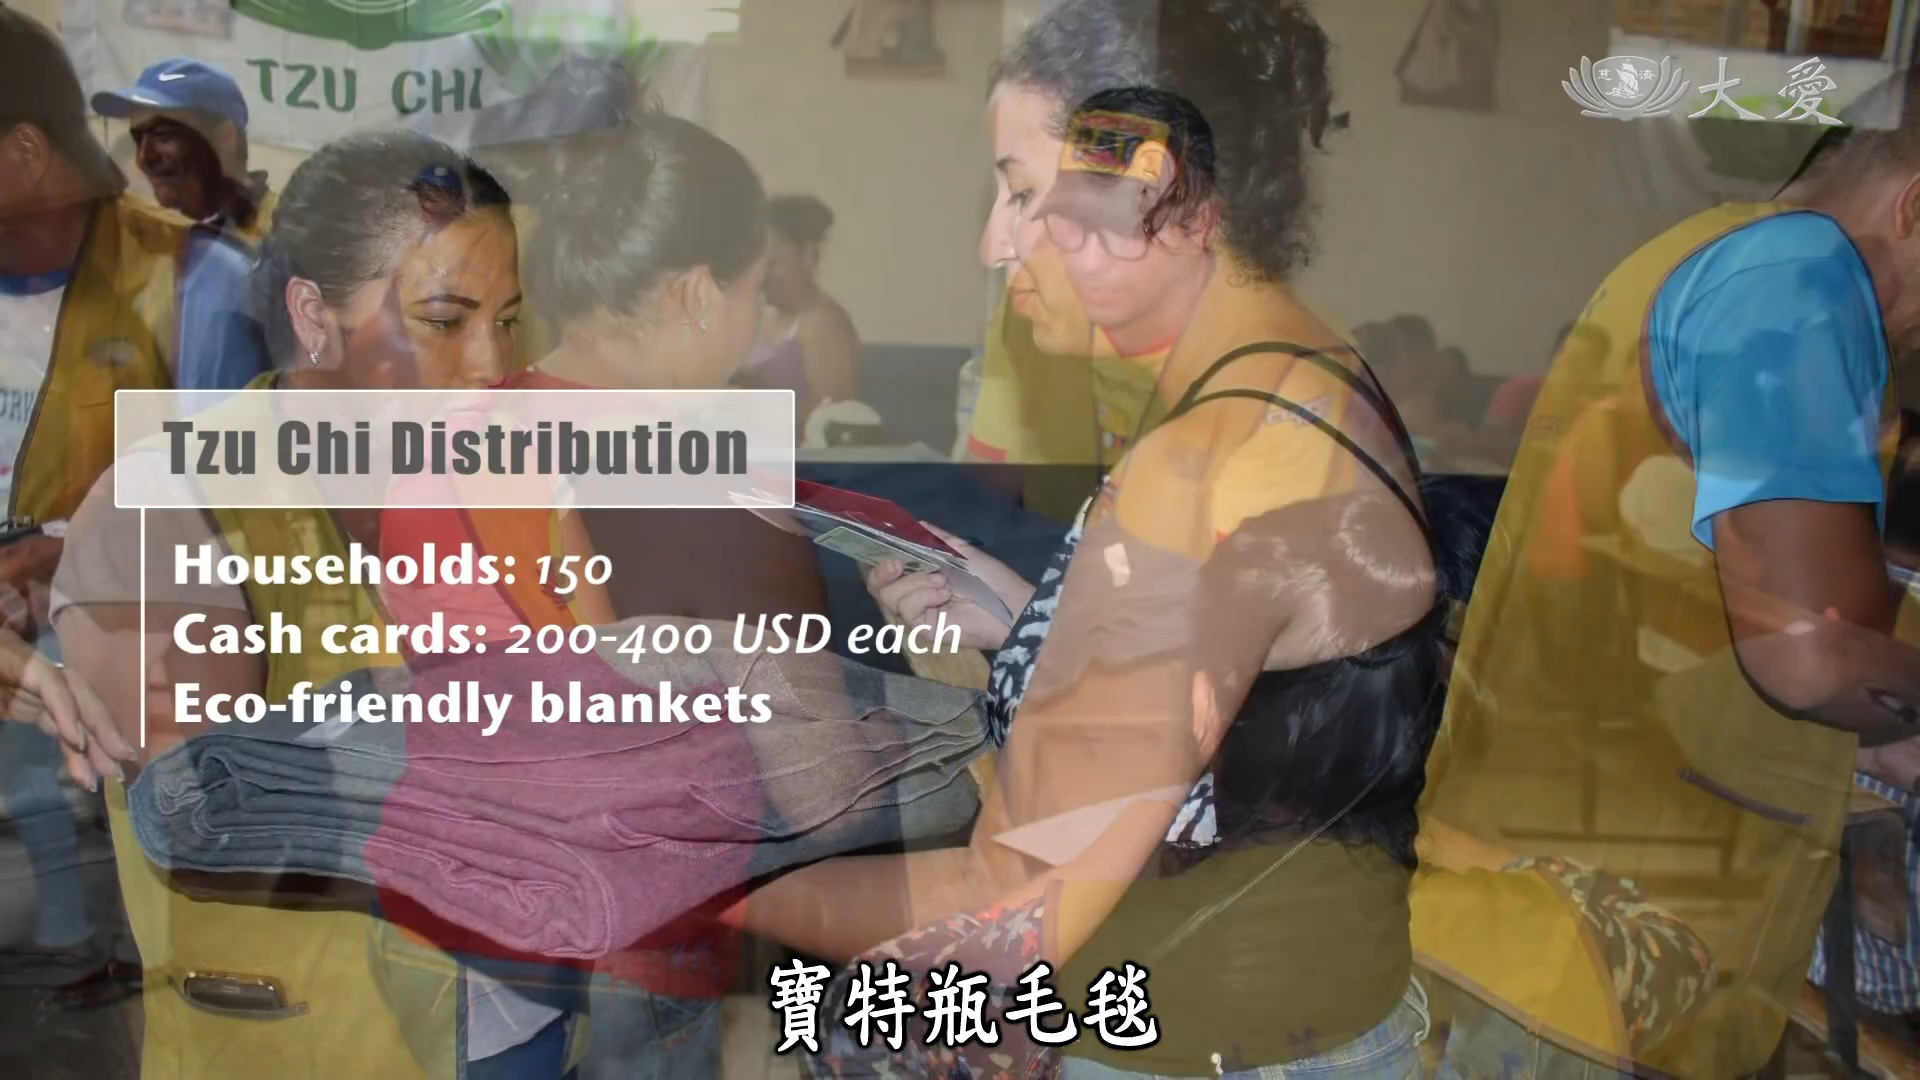 TZU CHI
大愛
Tzu Chi Distribution
Households: 150
Cash cards: 200-400 USD each
Eco-friendly blankets
寶特瓶毛毯